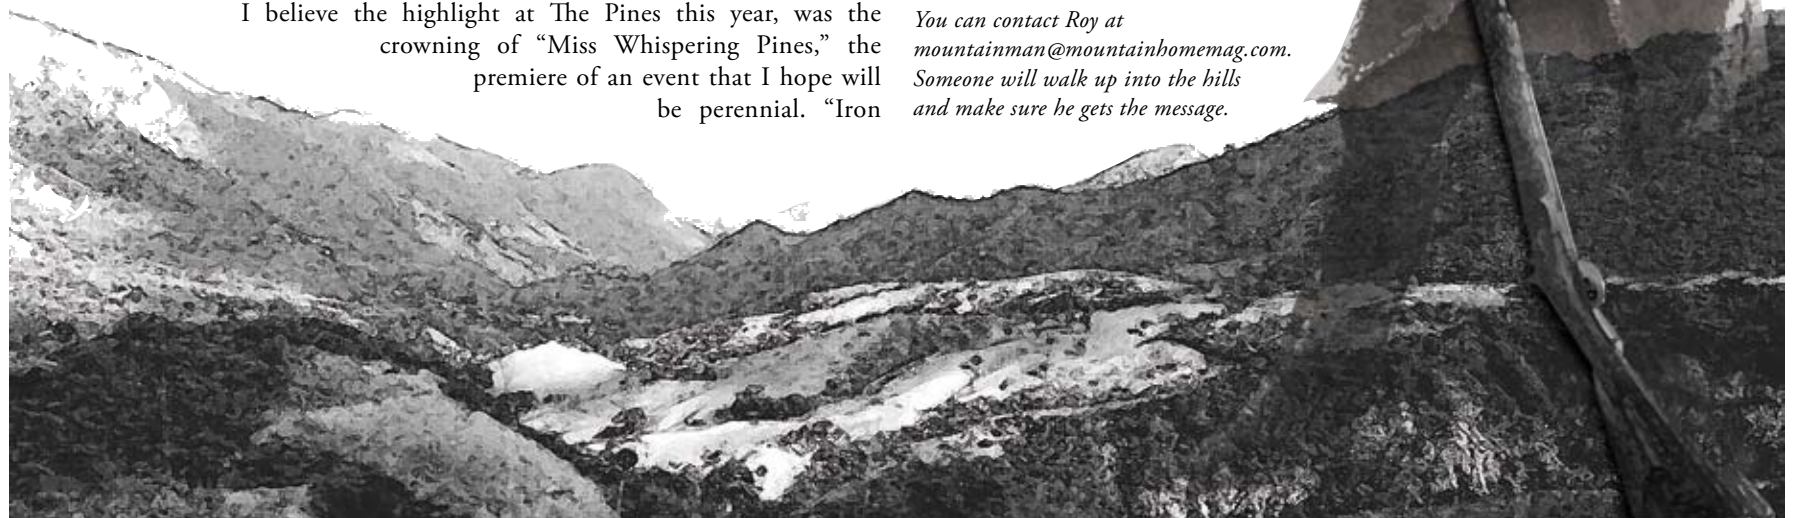 I believe the highlight at The Pines this year, was the
crowning of “Miss Whispering Pines,” the
premiere of an event that I hope will
be perennial. “Iron
You can contact Roy at
mountainman@mountainhomemag.com.
Someone will walk up into the hills
and make sure he gets the message.